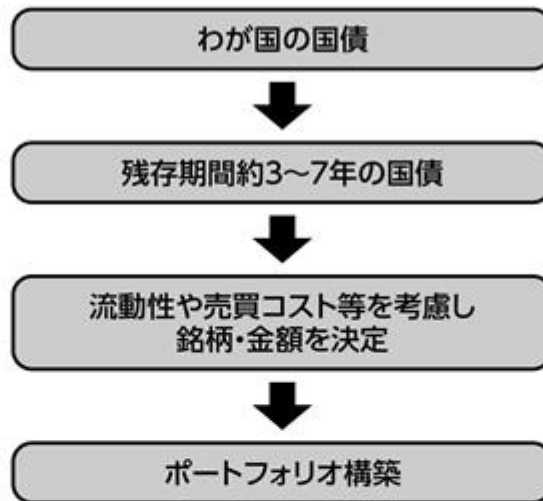 わが国の国債
残存期間約3〜7年の国債
流動性や売買コスト等を考慮し
銘柄・金額を決定
ポートフォリオ構築